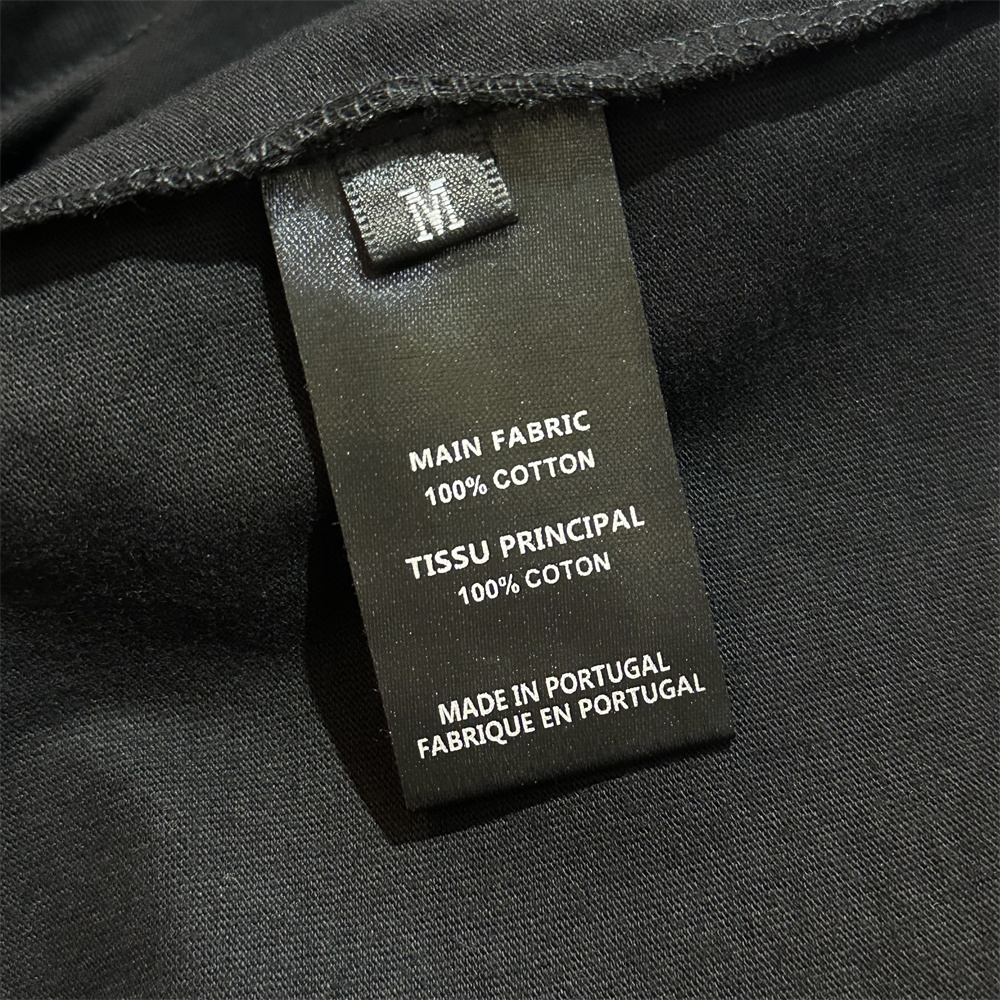 M
MAIN FABRIC
100% COTTON
TISSU PRINCIPAL
100% COTON
MADE IN PORTUGAL
FABRIQUE EN PORTUGAL